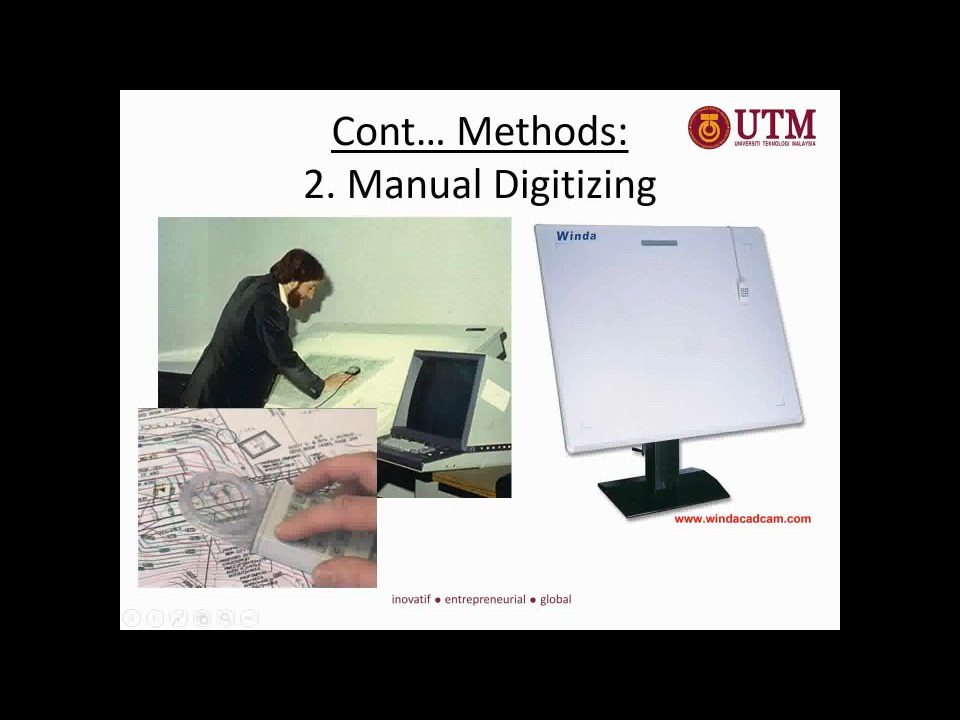 Cont... Methods:
2. Manual Digitizing
UTM
UNIVERSITI TEKNOLOGI MALAYSIA
Winda
www.windacadcam.com
inovatif ● entrepreneurial ● global